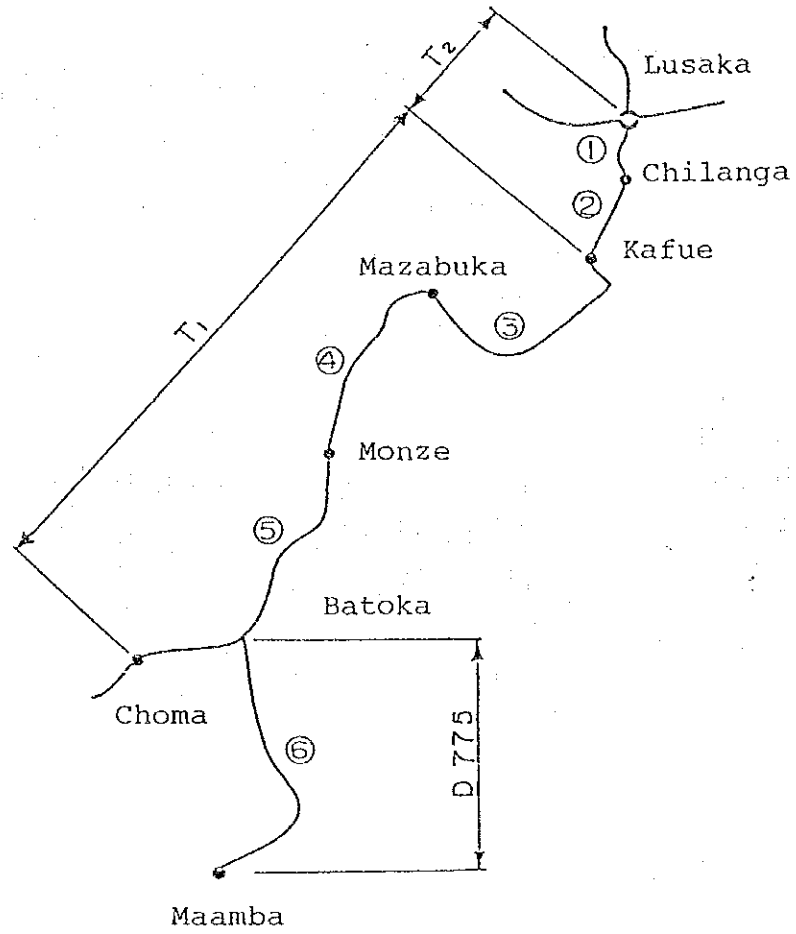 T₂
Lusaka
①
Chilanga
②
Kafue
Mazabuka
③
T₁
④
Monze
⑤
Batoka
Choma
⑥
D 775
Maamba